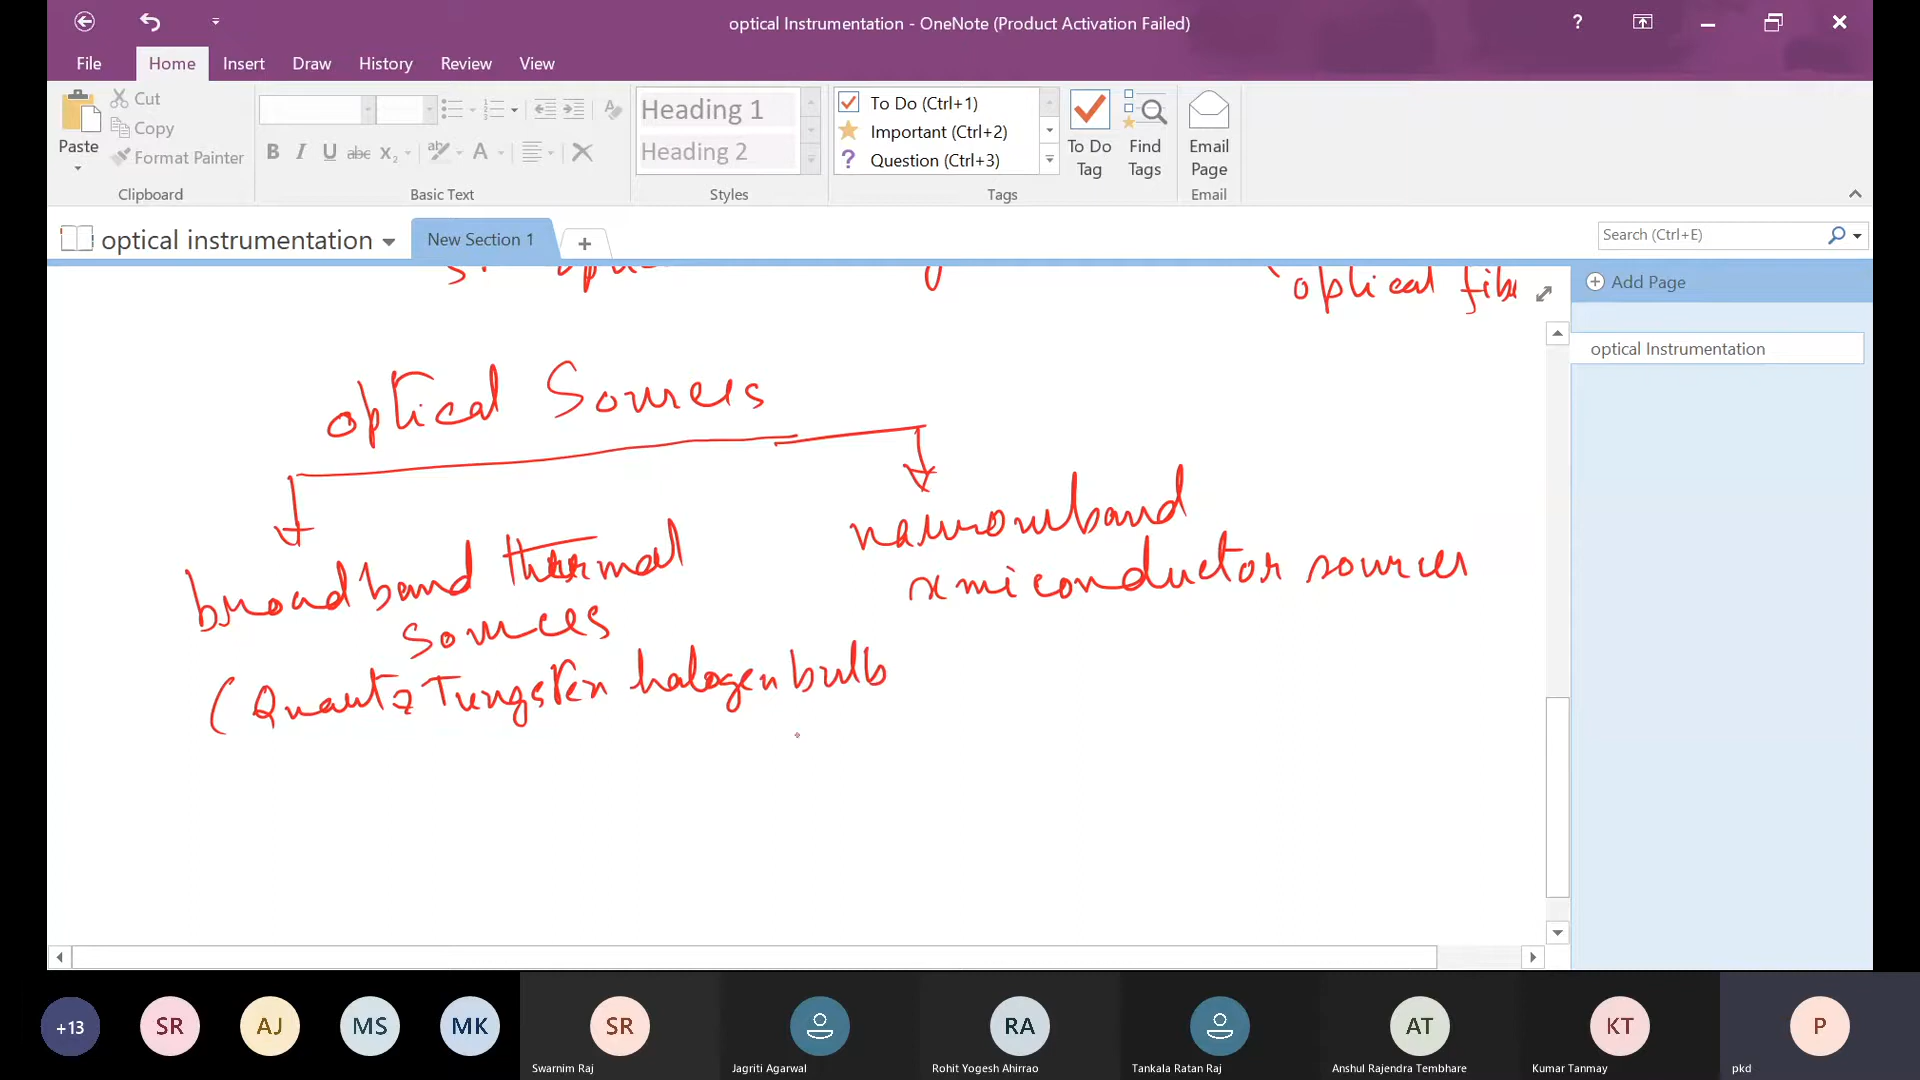 optical Instrumentation - OneNote (Product Activation Failed)
?
File Home Insert Draw History Review View
Paste
Cut
Copy
Format Painter
Clipboard
B I U abc X₂ A
Basic Text
Heading 1
Heading 2
Styles
To Do (Ctrl+1)
Important (Ctrl+2)
? Question (Ctrl+3)
Tags
To Do Tag
Find Tags
Email Page
Email
optical instrumentation
New Section 1
+
Search (Ctrl+E)
Add Page
optical Instrumentation
optical
optical Sources
broadband thermal
sources
narrowband
semiconductor sources
(Quartz Tungsten halogen bulb
+13 SR AJ MS MK SR RA AT KT P
Swarnim Raj
Jagriti Agarwal
Rohit Yogesh Ahirrao
Tankala Ratan Raj
Anshul Rajendra Tembhare
Kumar Tanmay
pkd